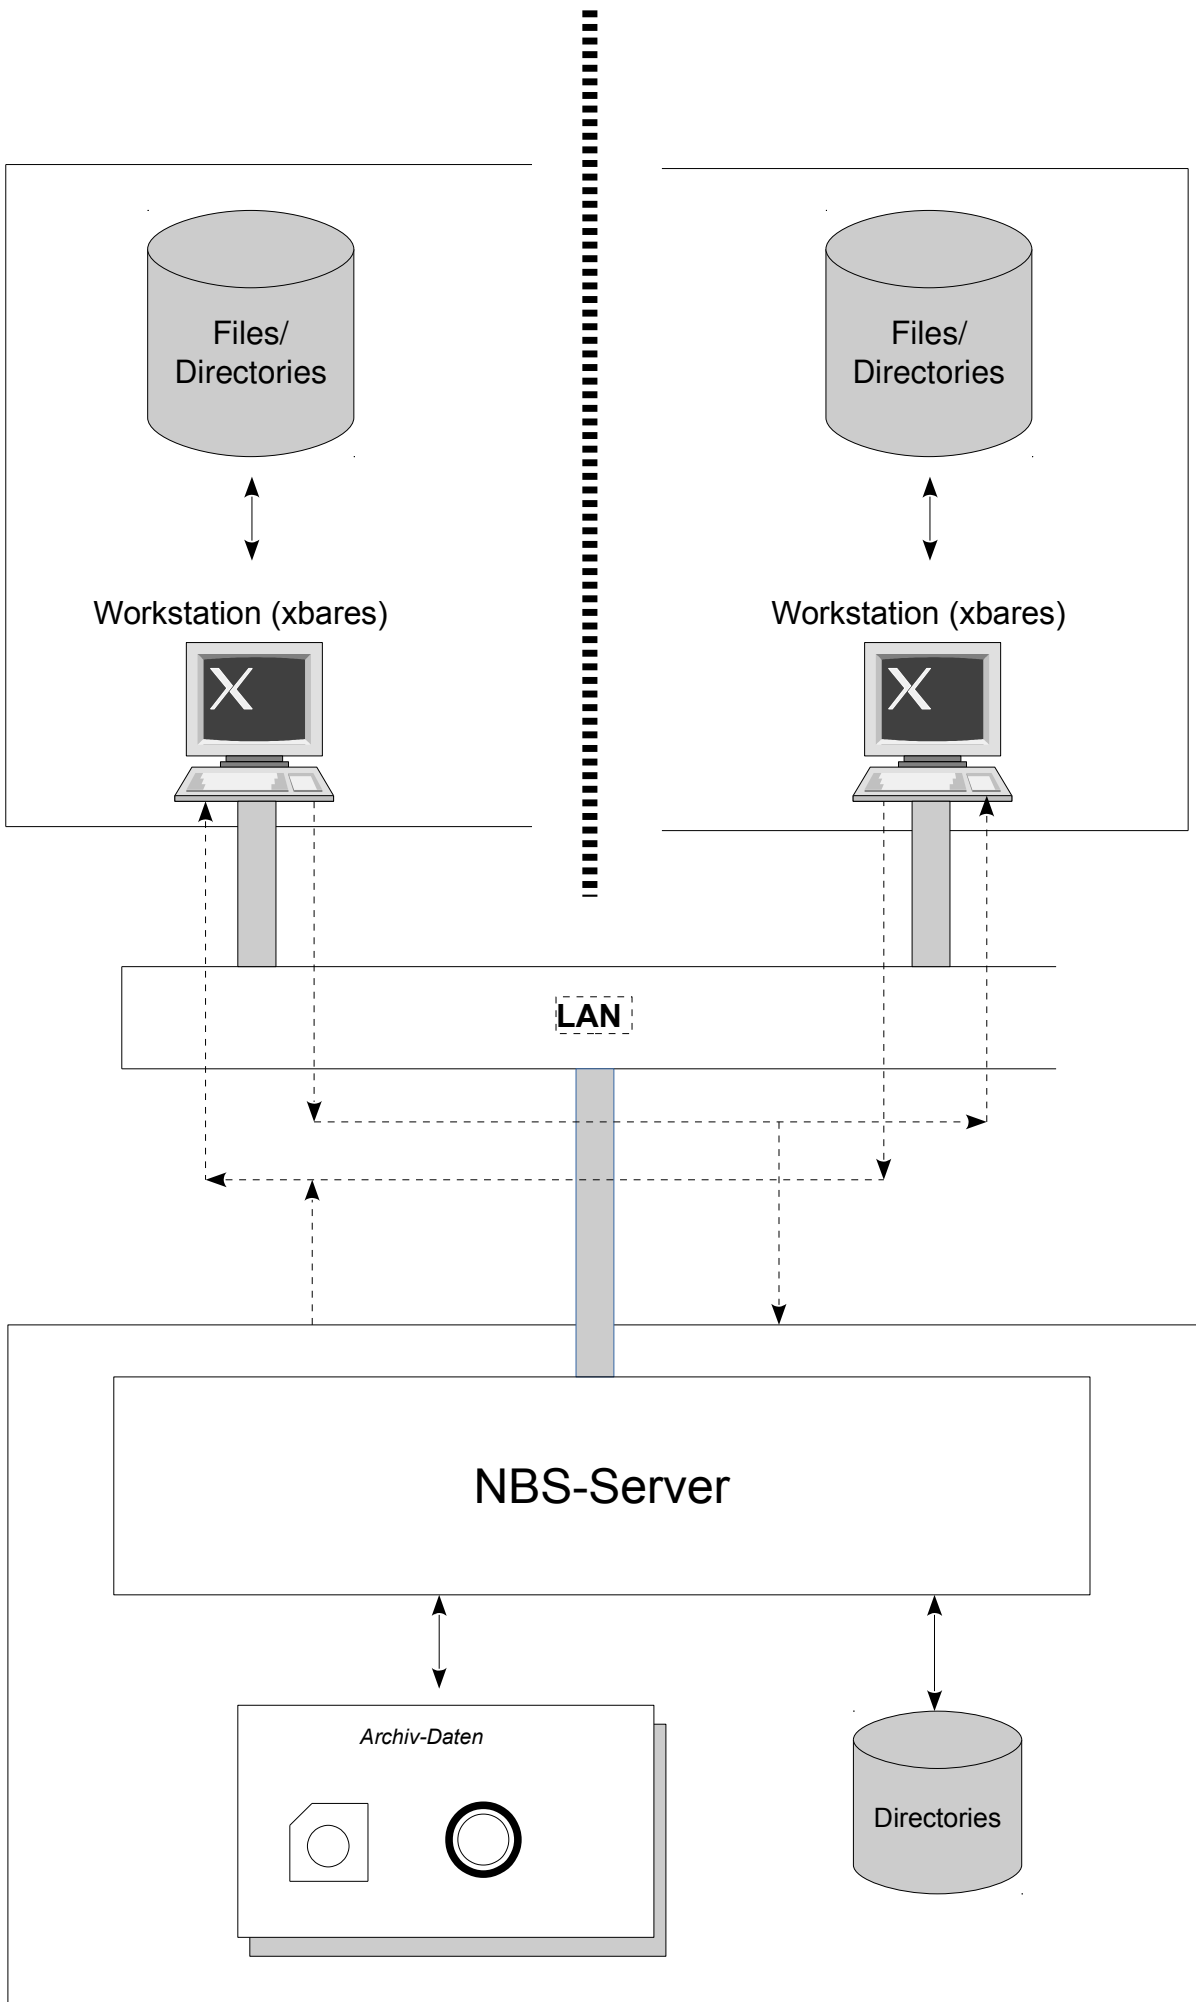 Files/
Directories
Files/
Directories
Workstation (xbares)
Workstation (xbares)
X
X
LAN
NBS-Server
Archiv-Daten
Directories